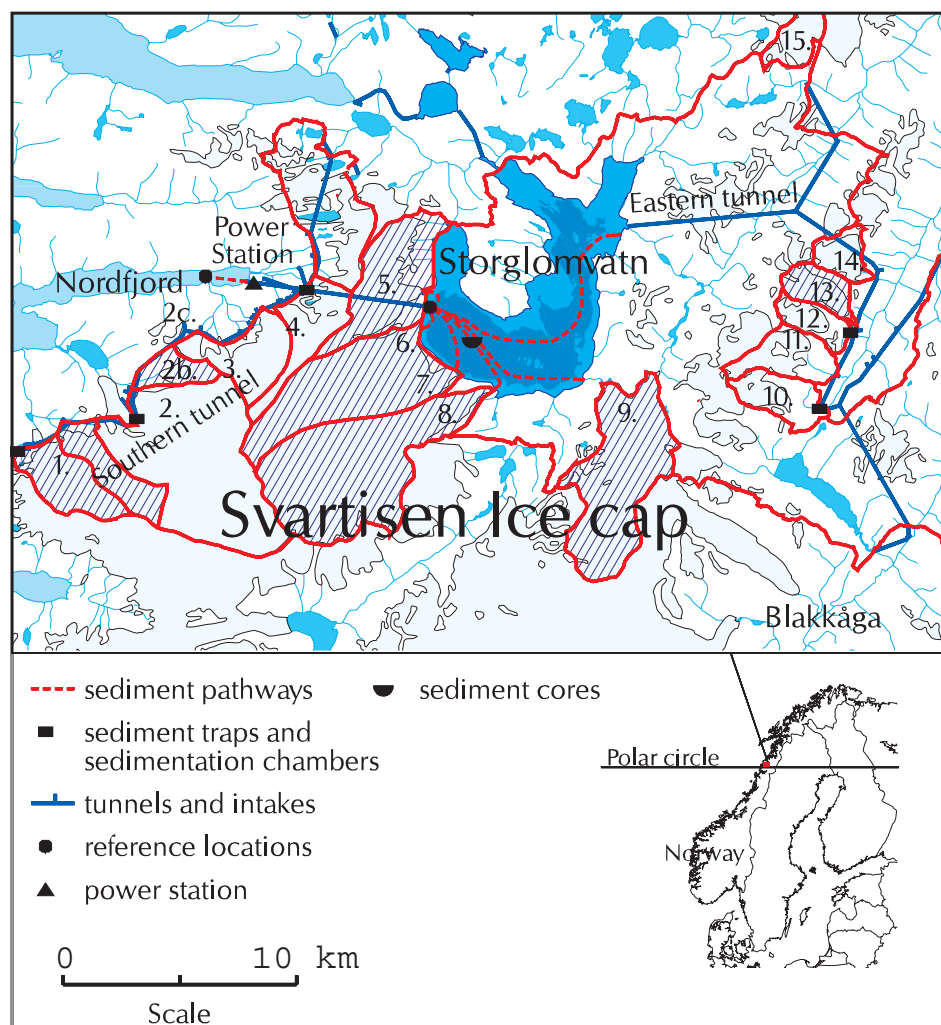 15.
Eastern tunnel
Power
Station
Storglomvatn
14.
Nordfjord
5.
13.
2c.
4.
12.
6.
11.
2b.
3.
7.
10.
2.
8.
9.
Southern tunnel
1.
Svartisen Ice cap
Blakkåga
sediment pathways
sediment cores
sediment traps and
sedimentation chambers
Polar circle
tunnels and intakes
reference locations
Norway
power station
0 10 km
Scale